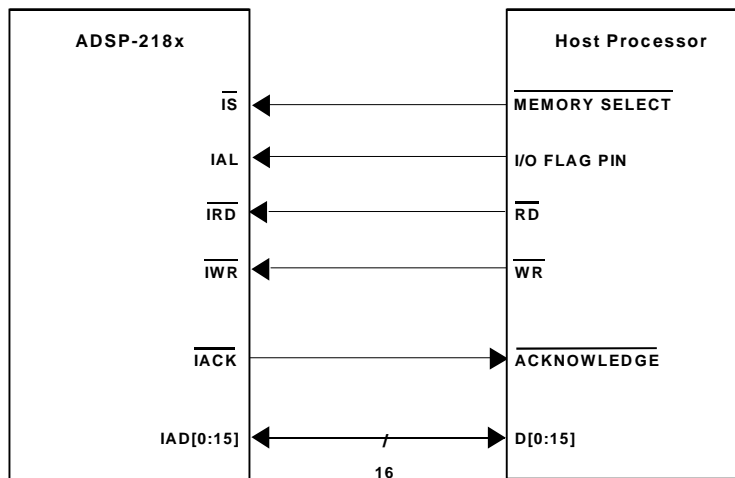 ADSP-218x
Host Processor
IS
MEMORY SELECT
IAL
I/O FLAG PIN
IRD
RD
IWR
WR
IACK
ACKNOWLEDGE
IAD[0:15]
/
D[0:15]
16